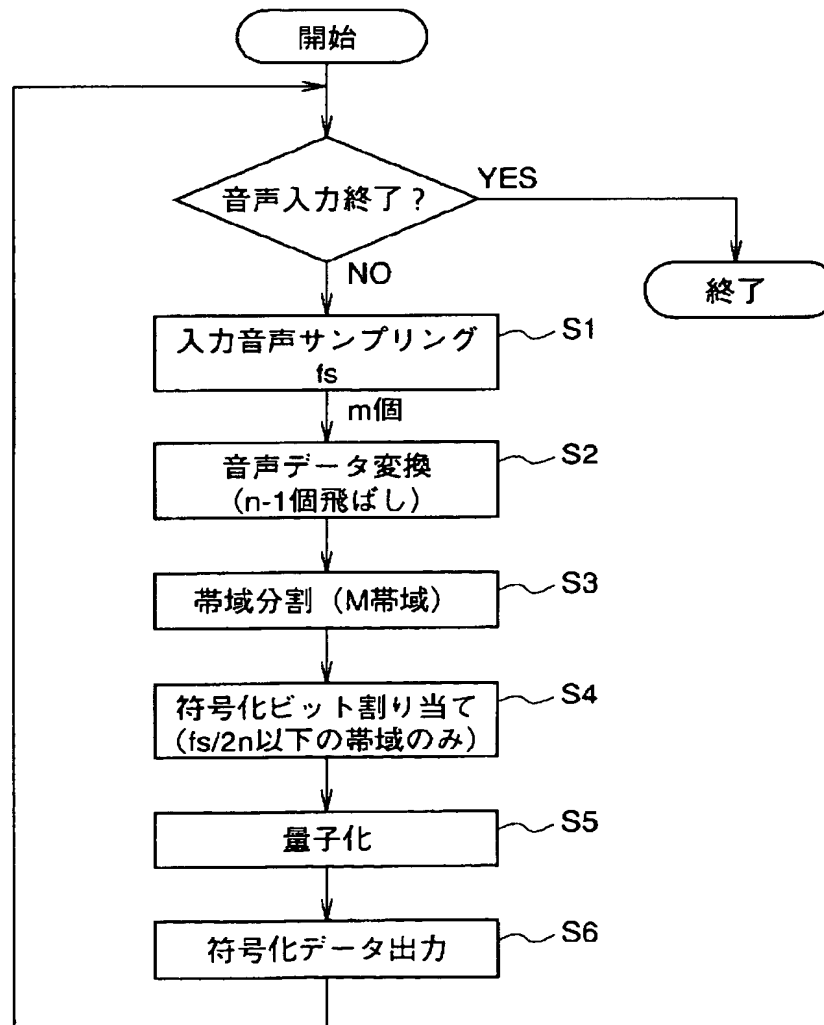 開始
音声入力終了？
YES
NO
終了
入力音声サンプリング
fs
S1
m個
音声データ変換
（n-1個飛ばし）
S2
帯域分割（M帯域）
S3
符号化ビット割り当て
（fs/2n以下の帯域のみ）
S4
量子化
S5
符号化データ出力
S6